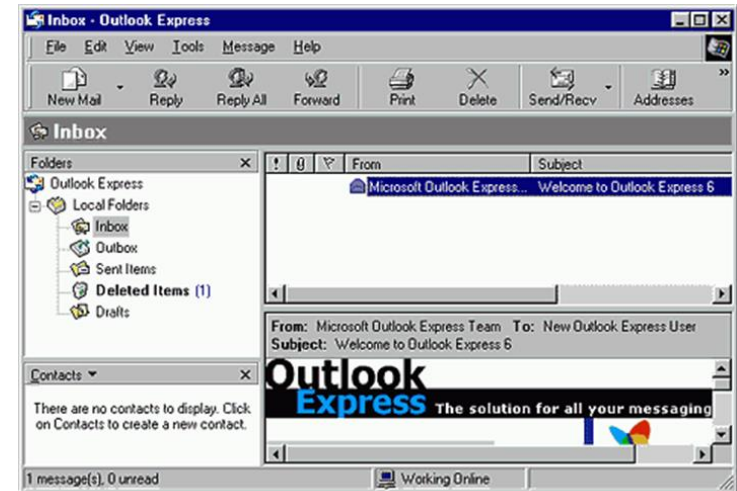 Inbox - Outlook Express
File Edit View Tools Message Help
New Mail Reply Reply All Forward Print Delete Send/Recv Addresses »
Inbox
Folders
Outlook Express
Local Folders
Inbox
Outbox
Sent Items
Deleted Items (1)
Drafts
Contacts
There are no contacts to display. Click
on Contacts to create a new contact.
! From Subject
Microsoft Outlook Express... Welcome to Outlook Express 6
From: Microsoft Outlook Express Team To: New Outlook Express User
Subject: Welcome to Outlook Express 6
Outlook
Express The solution for all your messaging
1 message(s), 0 unread Working Online